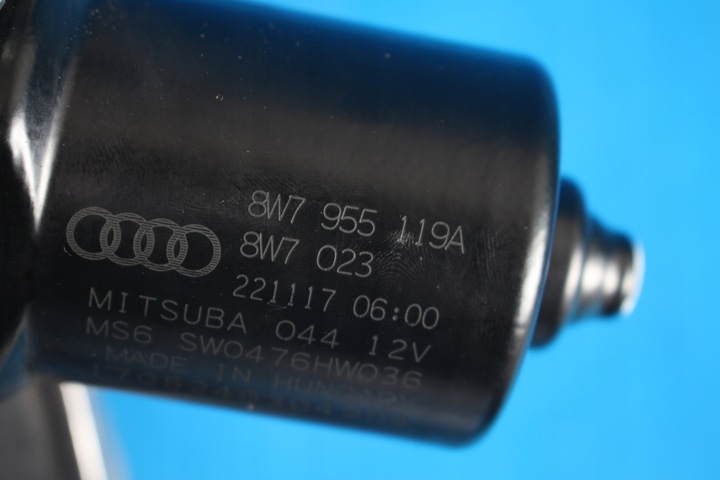 8W7 955 119A
8W7 023
221117 06:00
MITSUBA 044 12V
MS6 SW0476HW036
MADE IN HUNGARY